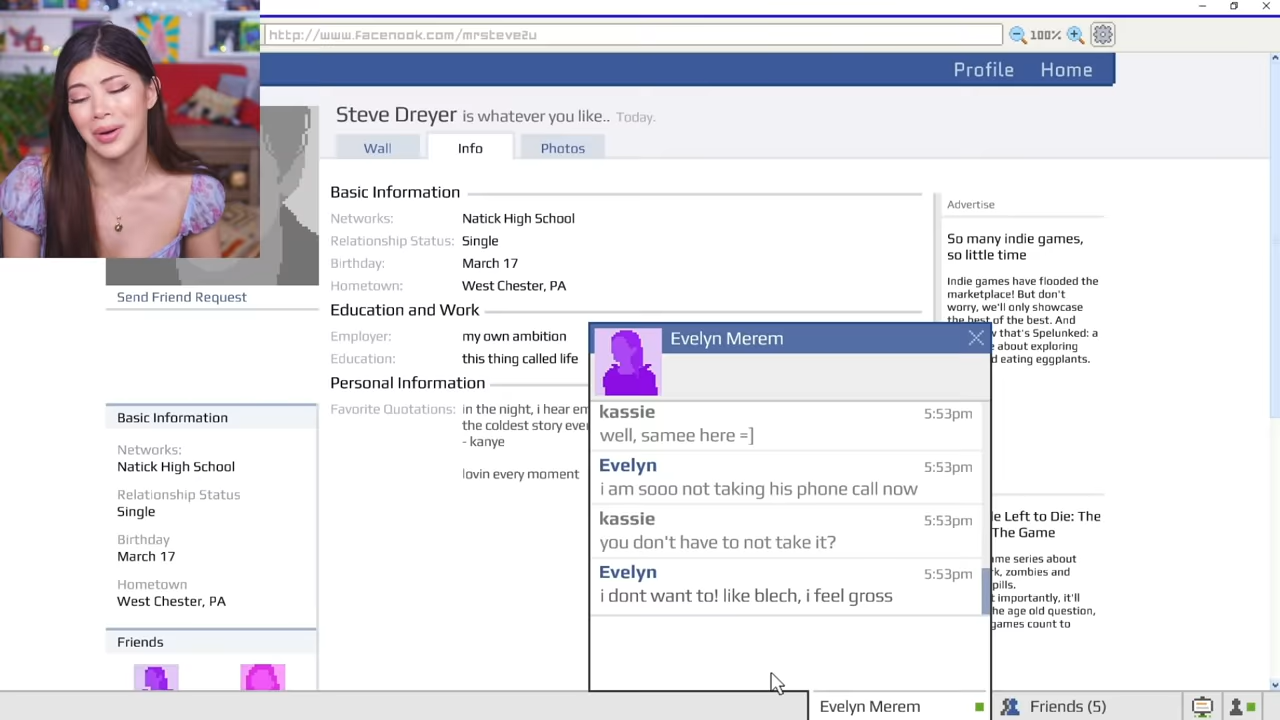 http://www.facenook.com/mrsteve2u
100%
Profile Home
Steve Dreyer is whatever you like.. Today.
Wall Info Photos
Basic Information
Networks: Natick High School
Relationship Status: Single
Birthday: March 17
Hometown: West Chester, PA
Education and Work
Employer: my own ambition
Education: this thing called life
Personal Information
Favorite Quotations: in the night, i hear
the coldest story
- kanye
lovin every moment
Send Friend Request
Basic Information
Networks:
Natick High School
Relationship Status
Single
Birthday
March 17
Hometown
West Chester, PA
Friends
Advertise
So many indie games,
so little time
Indie games have flooded the
marketplace! But don't
worry, we'll only showcase
the best of the best. And
that's Spelunked: a
about exploring
eating eggplants.
Left to Die: The
The Game
series about
zombies and
pills.
importantly, it'll
age old question,
games count to
Evelyn Merem
kassie 5:53pm
well, samee here =]
Evelyn 5:53pm
i am sooo not taking his phone call now
kassie 5:53pm
you don't have to not take it?
Evelyn 5:53pm
i dont want to! like blech, i feel gross
Evelyn Merem
Friends (5)